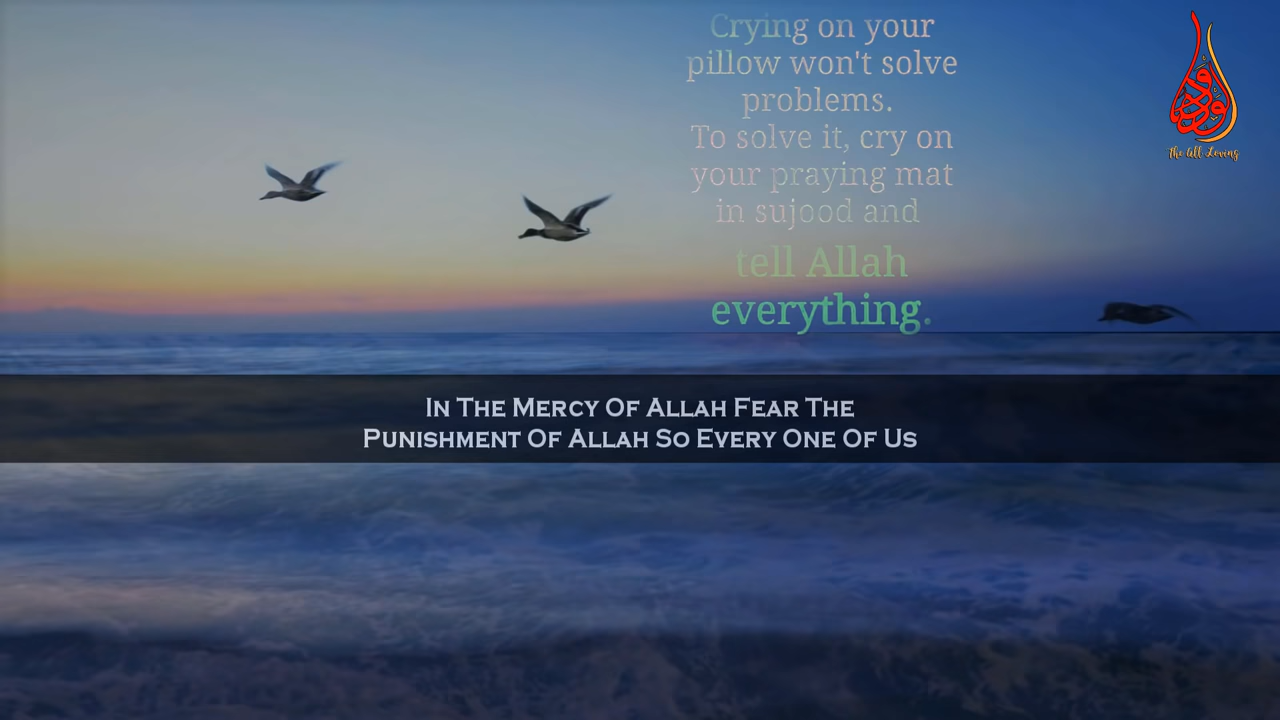 Crying on your
pillow won't solve
problems.
To solve it, cry on
your praying mat
in sujood and
tell Allah
everything.
The All Loving
In The Mercy Of Allah Fear The
Punishment Of Allah So Every One Of Us